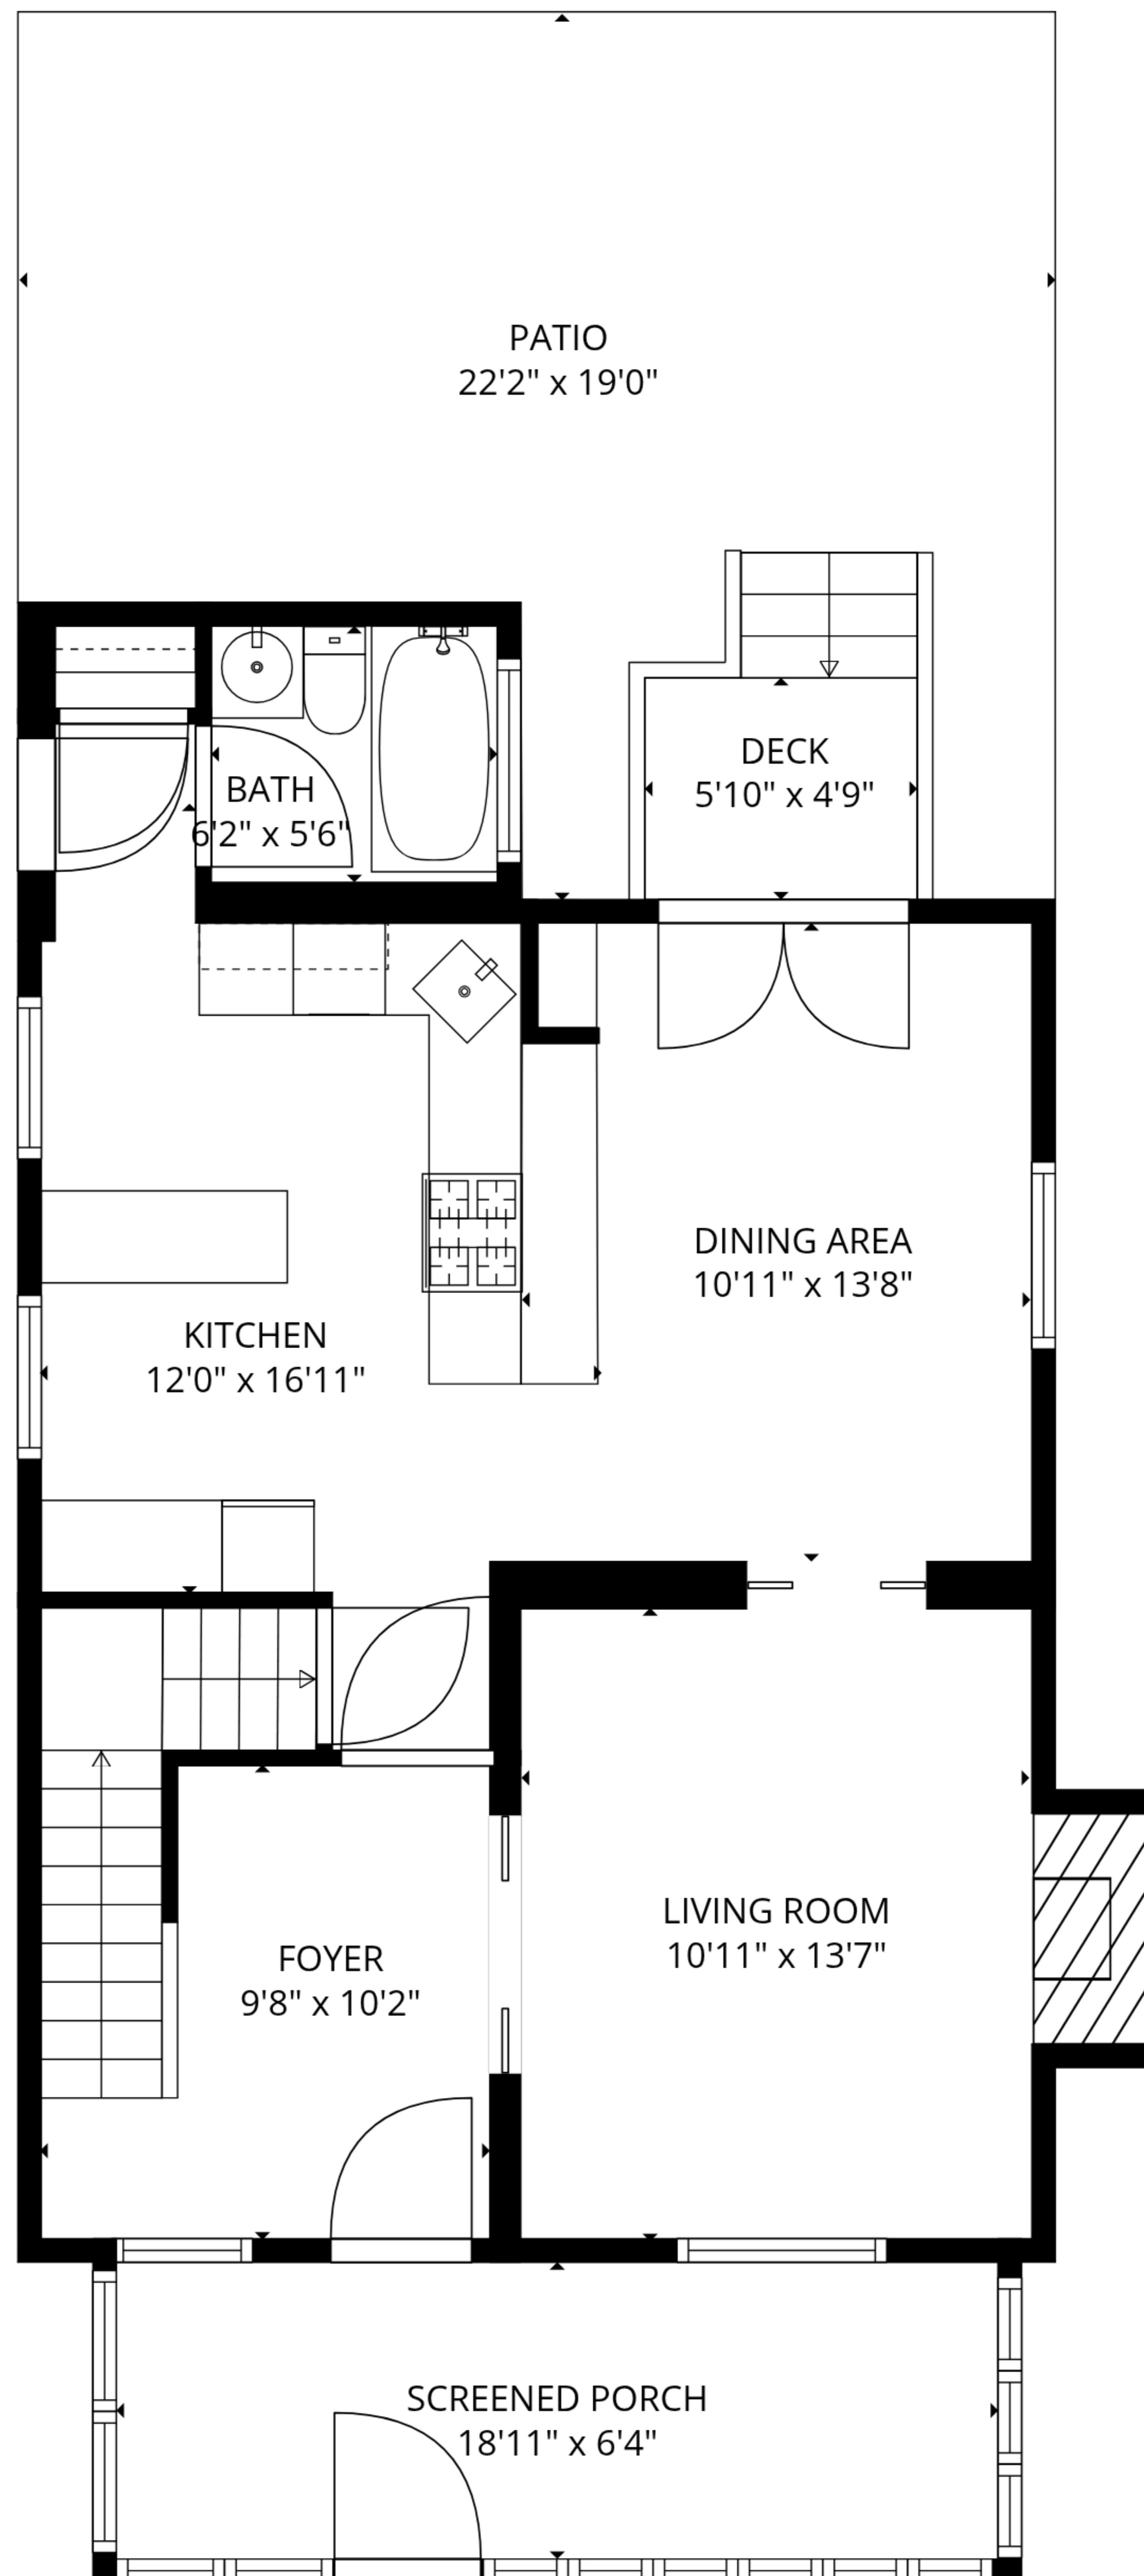 PATIO
22'2" x 19'0"
DECK
5'10" x 4'9"
BATH
6'2" x 5'6"
DINING AREA
10'11" x 13'8"
KITCHEN
12'0" x 16'11"
LIVING ROOM
10'11" x 13'7"
FOYER
9'8" x 10'2"
SCREENED PORCH
18'11" x 6'4"